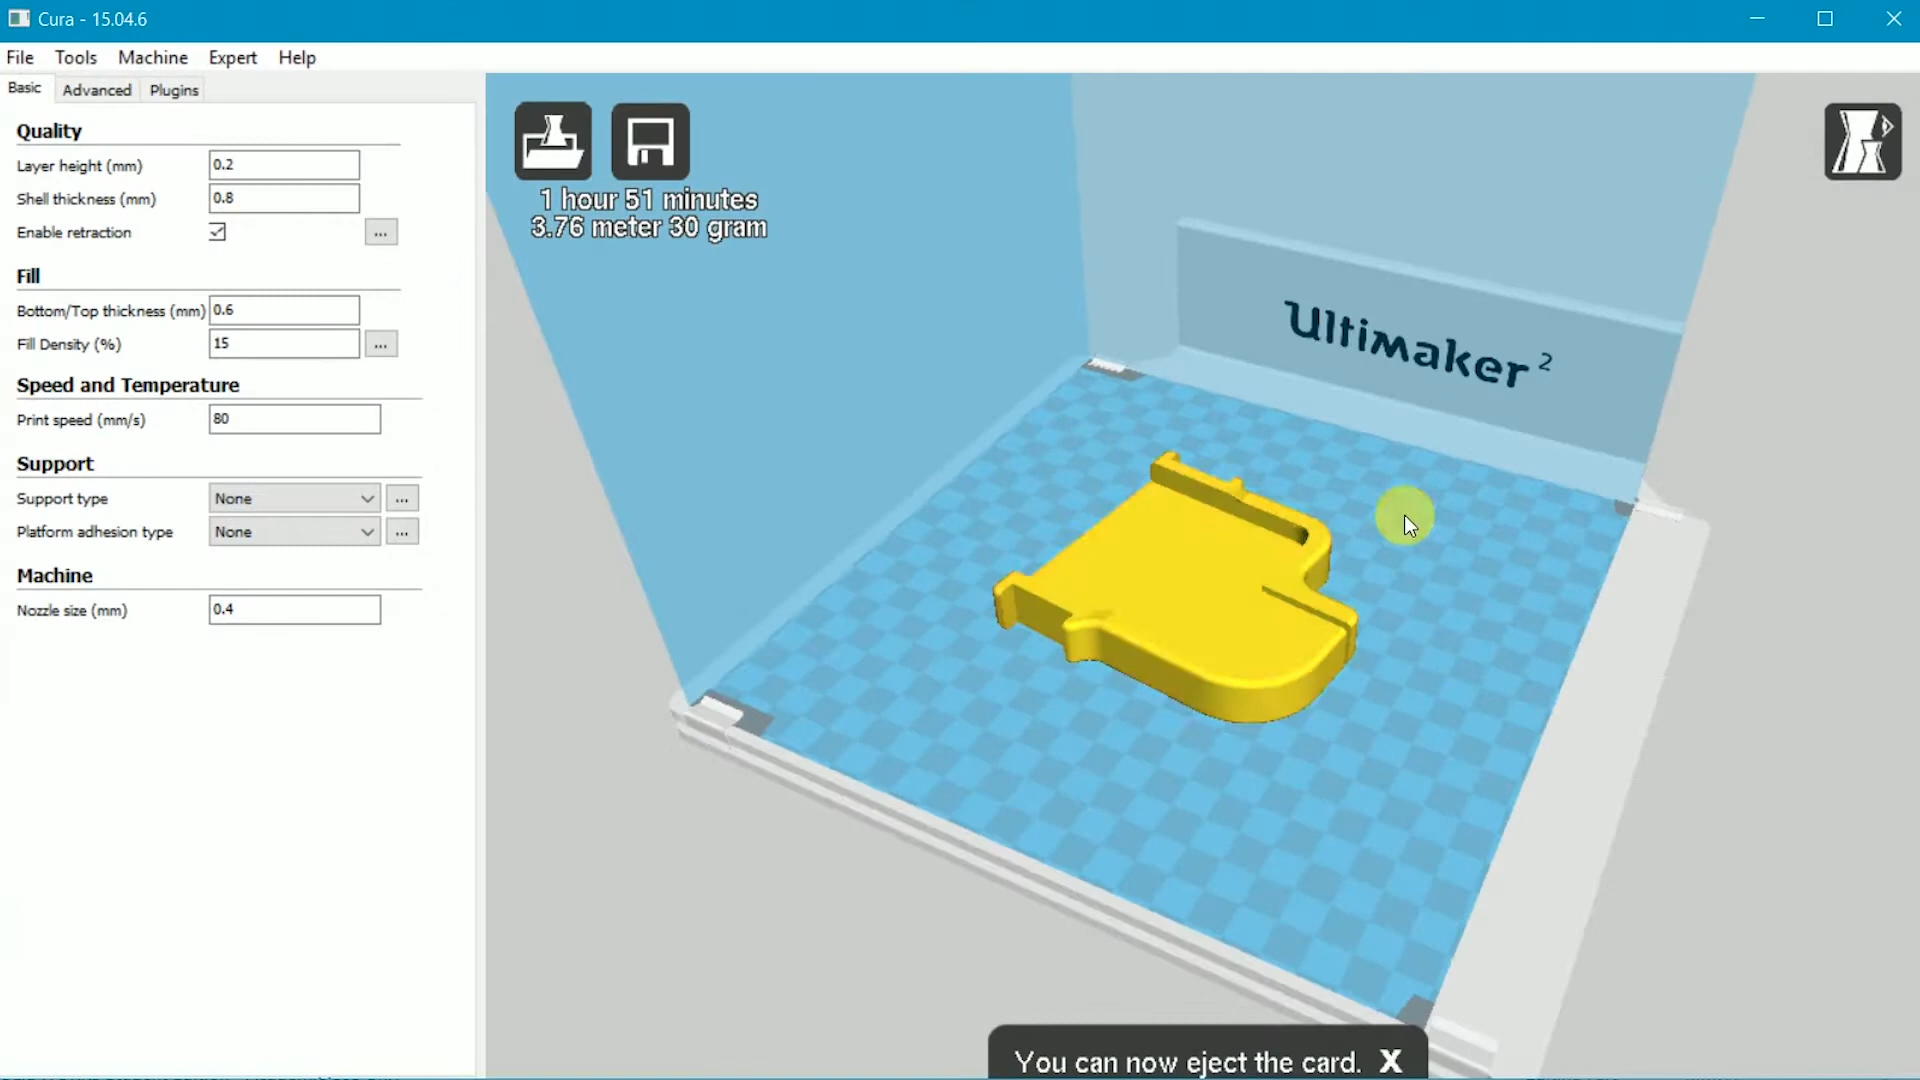 Cura - 15.04.6
File Tools Machine Expert Help
Basic Advanced Plugins
Quality
Layer height (mm) 0.2
Shell thickness (mm) 0.8
Enable retraction ...
Fill
Bottom/Top thickness (mm) 0.6
Fill Density (%) 15 ...
Speed and Temperature
Print speed (mm/s) 80
Support
Support type None ...
Platform adhesion type None ...
Machine
Nozzle size (mm) 0.4
1 hour 51 minutes
3.76 meter 30 gram
Ultimaker 2
You can now eject the card. X